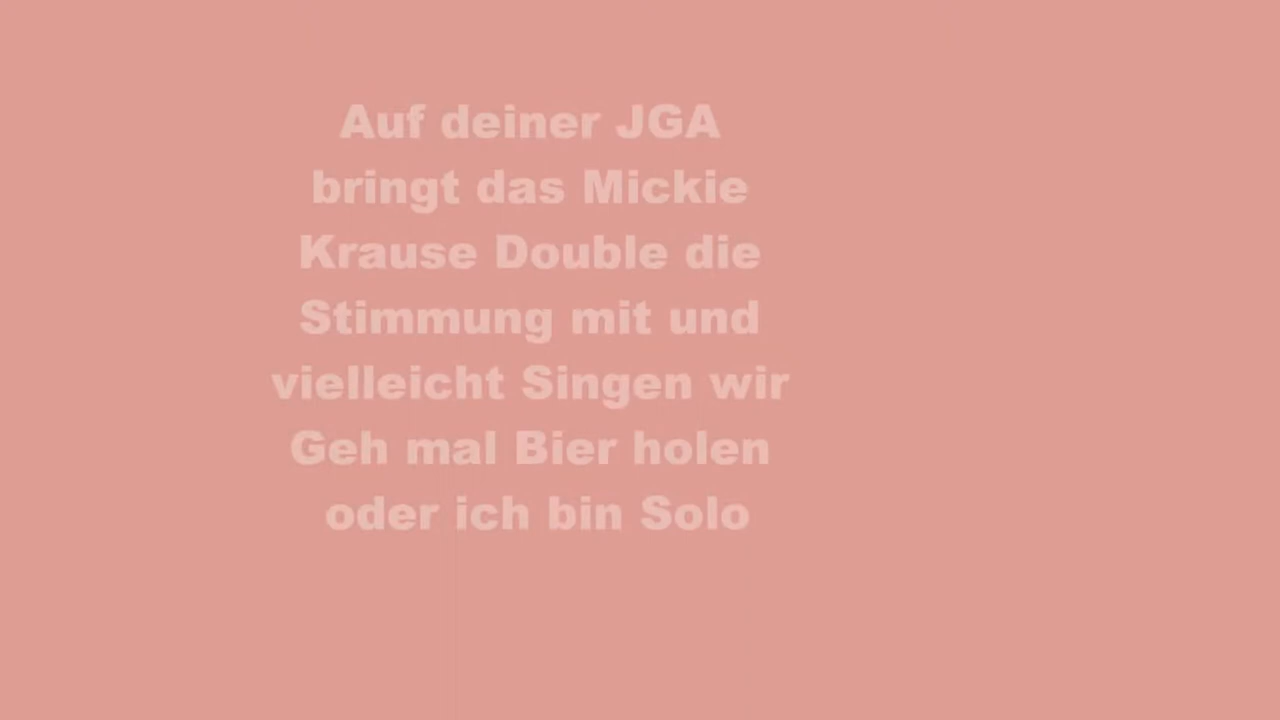 Auf deiner JGA
bringt das Mickie
Krause Double die
Stimmung mit und
vielleicht Singen wir
Geh mal Bier holen
oder ich bin Solo